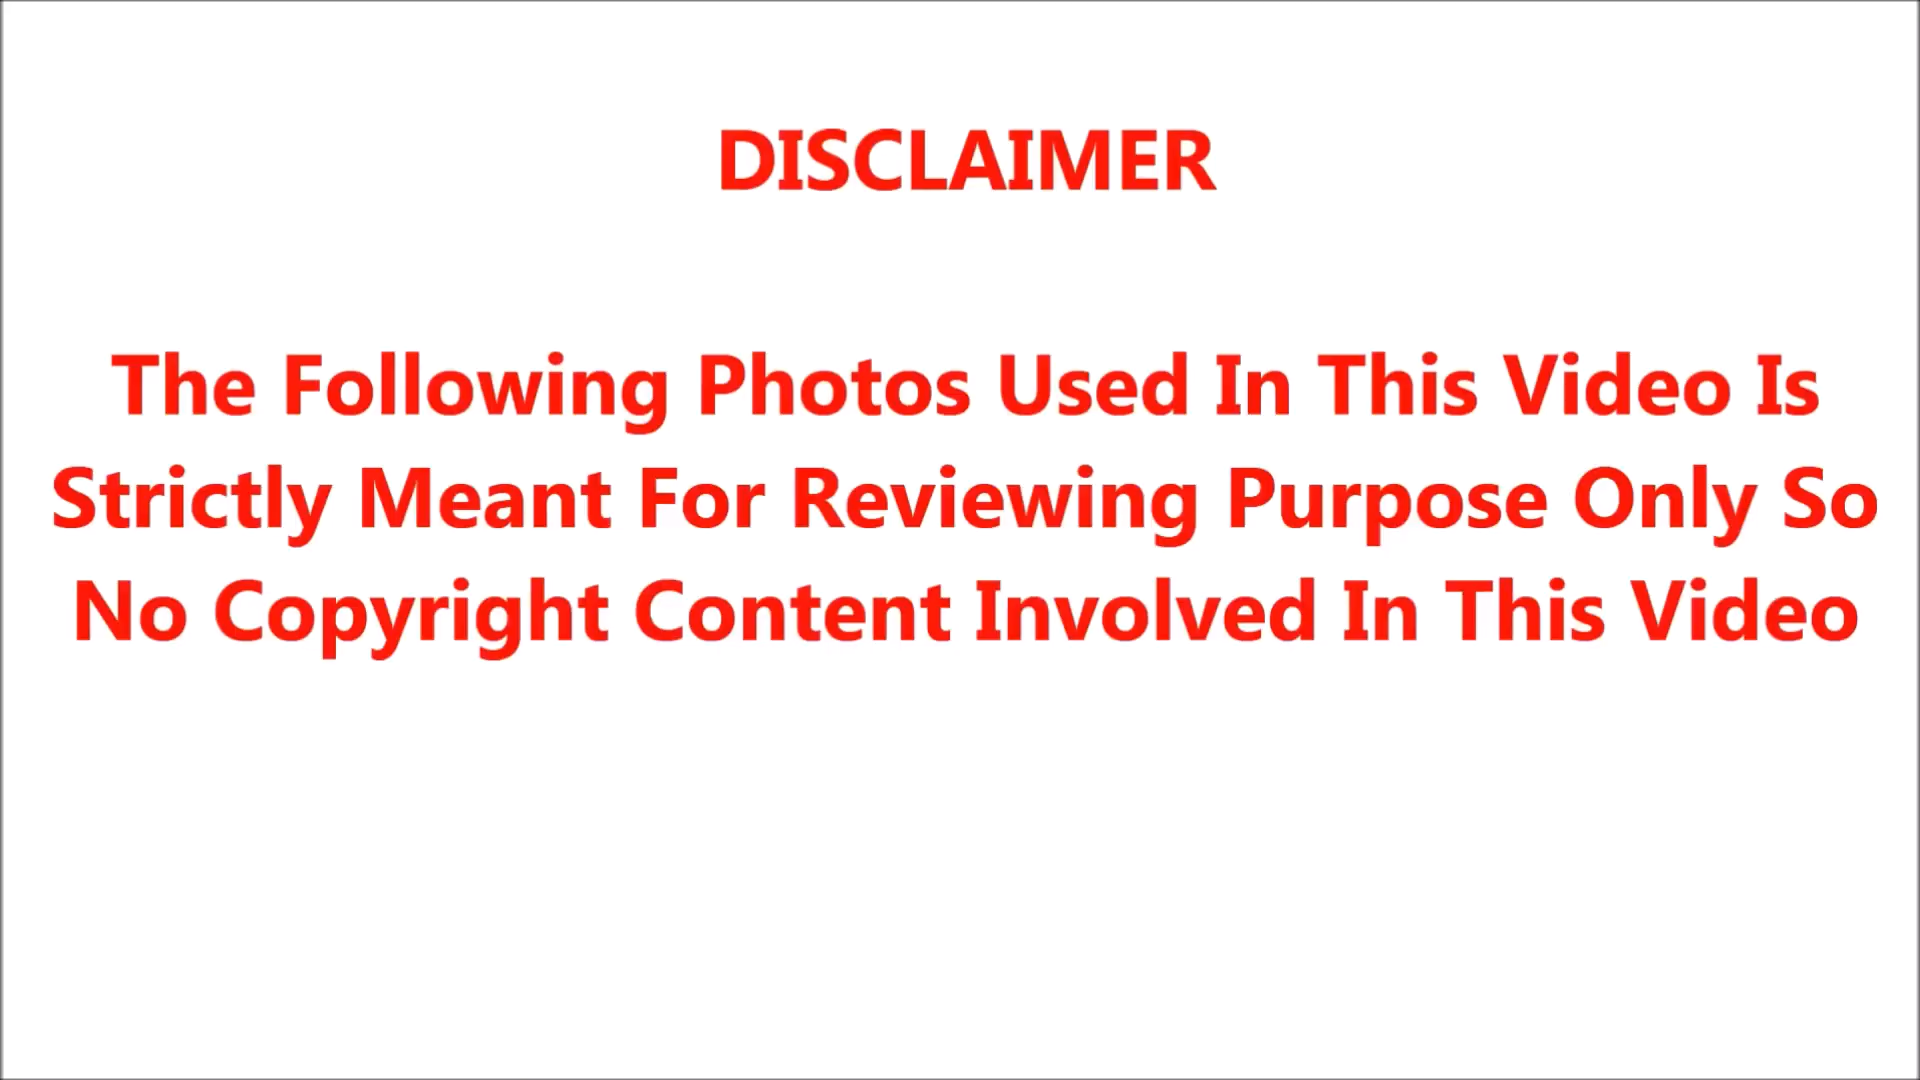 DISCLAIMER
The Following Photos Used In This Video Is
Strictly Meant For Reviewing Purpose Only So
No Copyright Content Involved In This Video